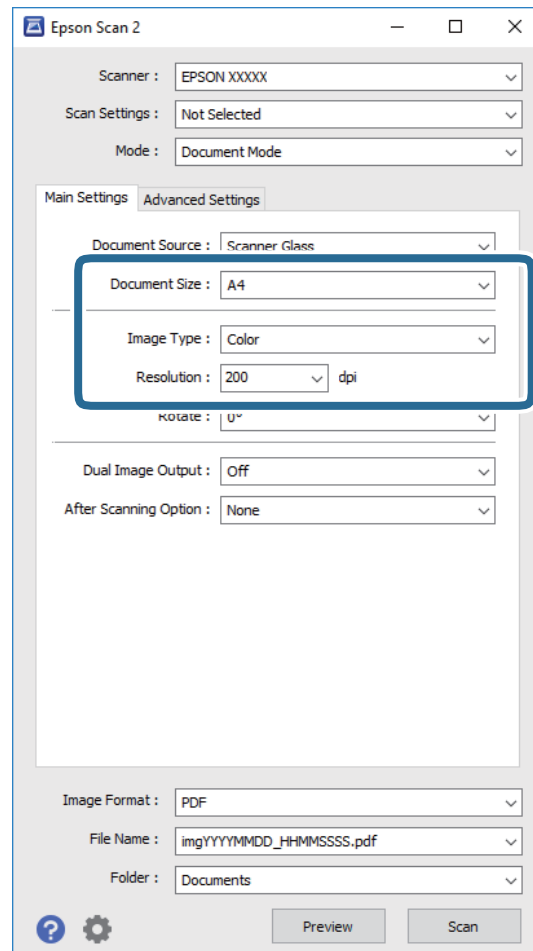 Epson Scan 2
Scanner : EPSON XXXXX
Scan Settings : Not Selected
Mode : Document Mode
Main Settings Advanced Settings
Document Source : Scanner Glass
Document Size : A4
Image Type : Color
Resolution : 200 dpi
Rotate : 0°
Dual Image Output : Off
After Scanning Option : None
Image Format : PDF
File Name : imgYYYYMMDD_HHMMSSSS.pdf
Folder : Documents
? Preview Scan